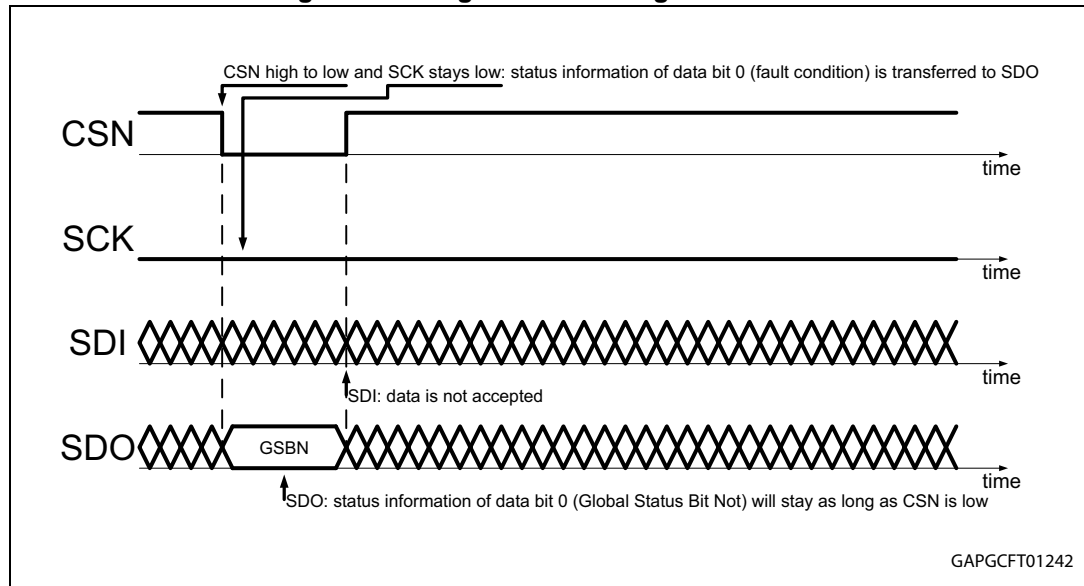 CSN high to low and SCK stays low: status information of data bit 0 (fault condition) is transferred to SDO
CSN
time
SCK
time
SDI
time
SDI: data is not accepted
SDO
GSBN
time
SDO: status information of data bit 0 (Global Status Bit Not) will stay as long as CSN is low
GAPGCFT01242